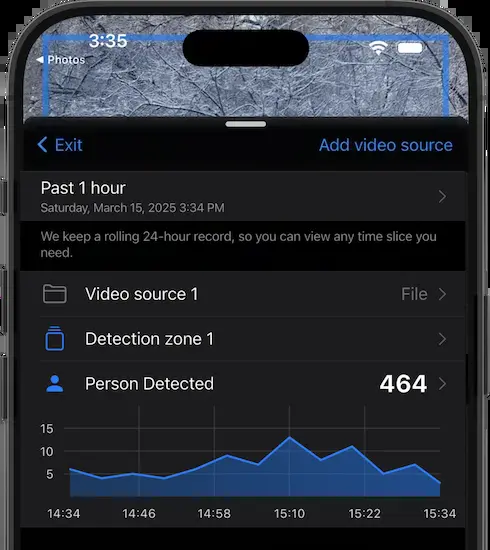 3:35
◀ Photos
Exit
Add video source
Past 1 hour
Saturday, March 15, 2025 3:34 PM
We keep a rolling 24-hour record, so you can view any time slice you
need.
Video source 1
File
Detection zone 1
Person Detected
464
15
10
5
14:34 14:46 14:58 15:10 15:22 15:34